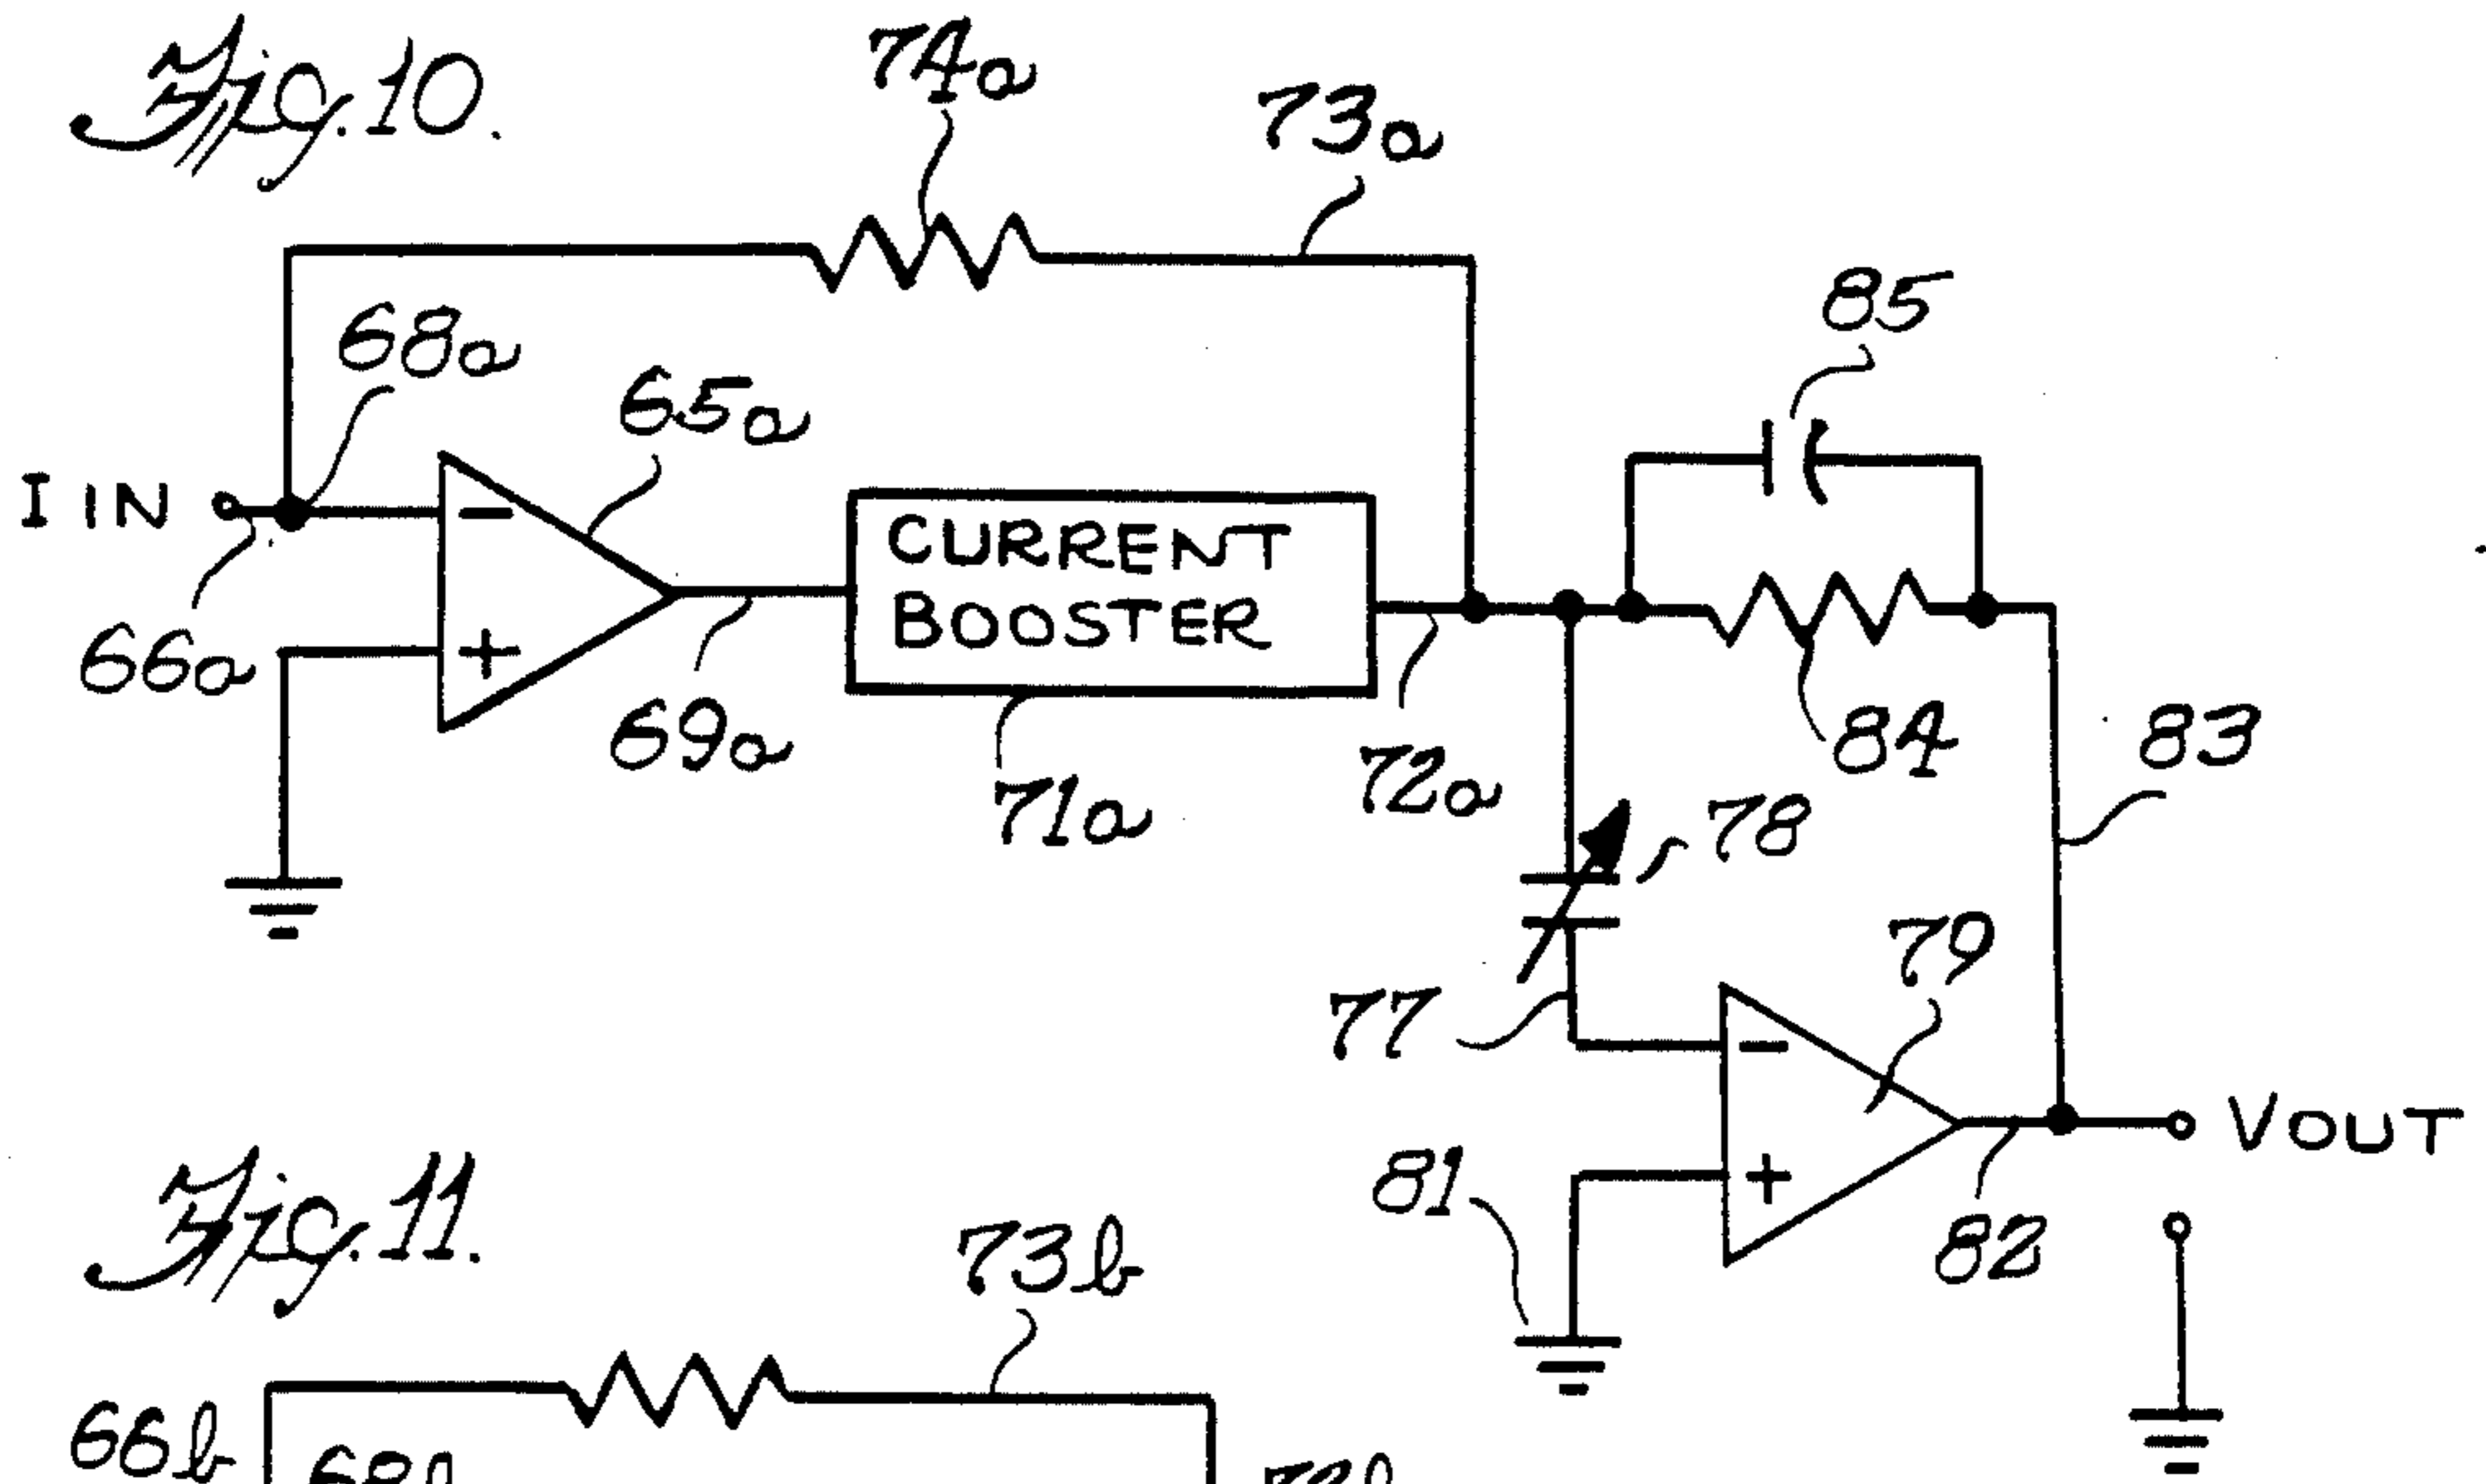 Fig. 10.
74a
73a
85
68a
65a
I IN
−
CURRENT
BOOSTER
66a
+
69a
71a
72a
84
83
78
79
77
−
VOUT
81
+
82
Fig. 11.
73b
66b